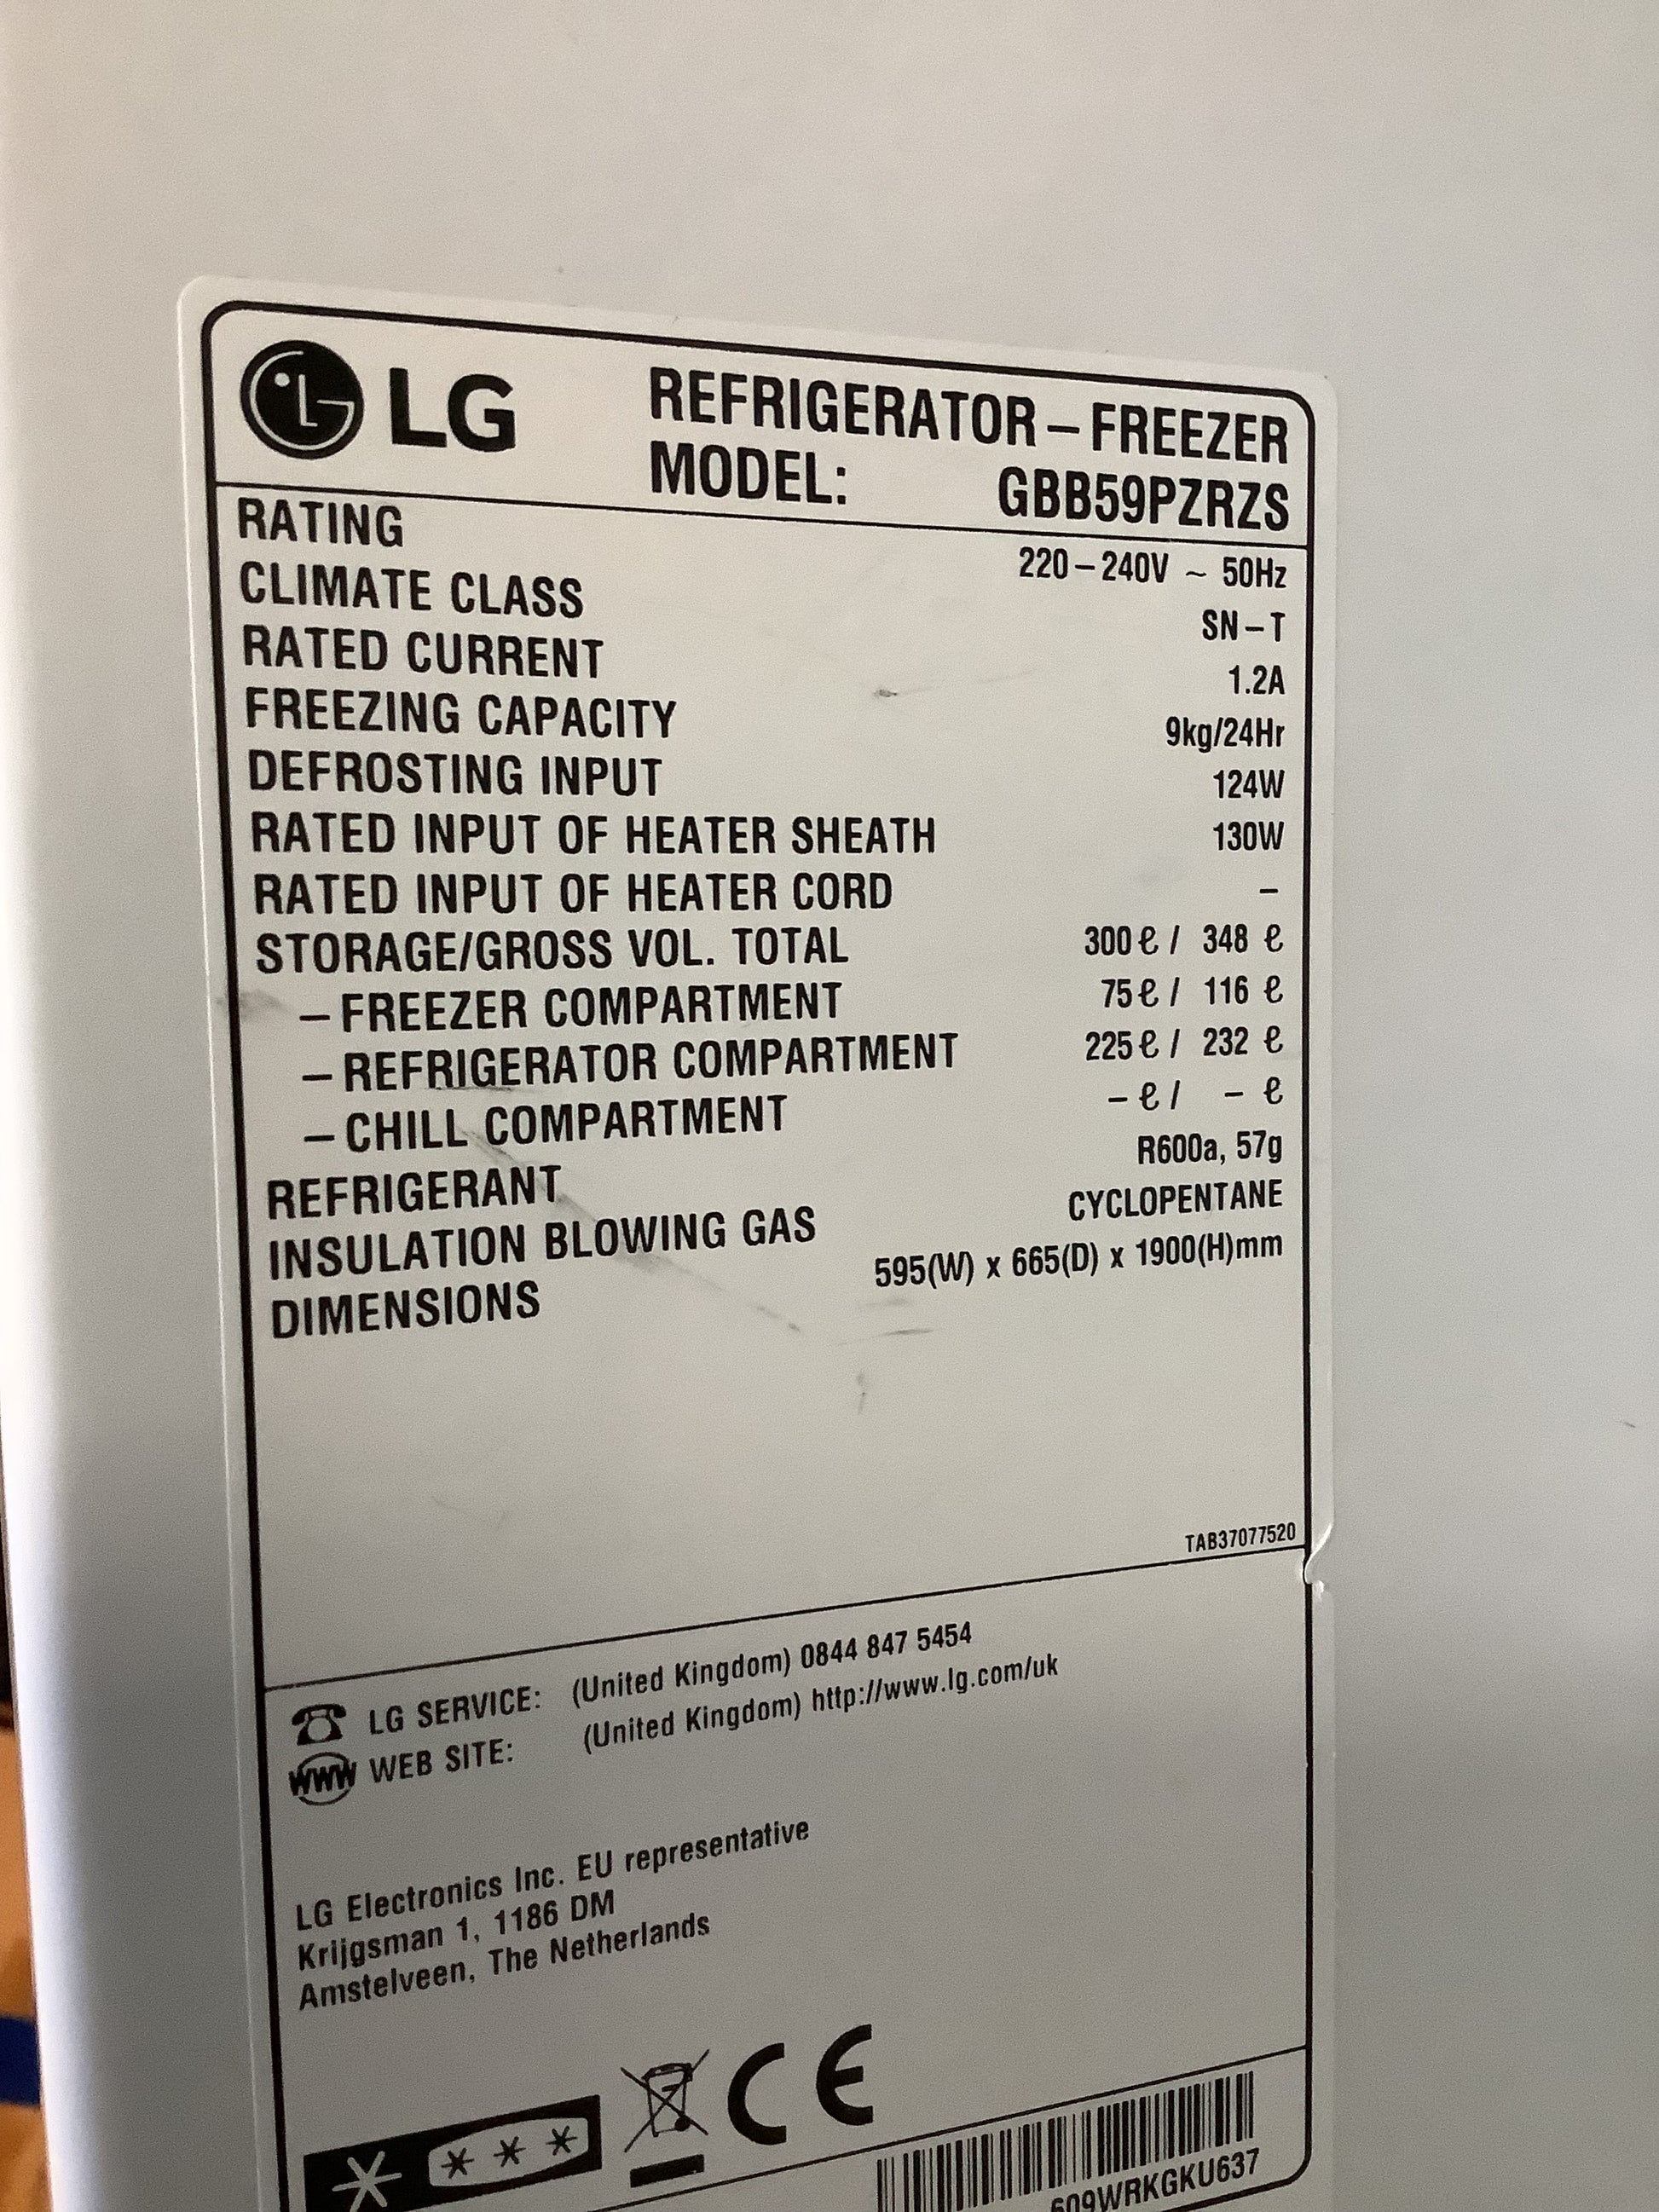 LG REFRIGERATOR – FREEZER
MODEL: GBB59PZRZS
RATING 220 – 240V ~ 50Hz
CLIMATE CLASS SN – T
RATED CURRENT 1.2A
FREEZING CAPACITY 9kg/24Hr
DEFROSTING INPUT 124W
RATED INPUT OF HEATER SHEATH 130W
RATED INPUT OF HEATER CORD –
STORAGE/GROSS VOL. TOTAL 300 ℓ / 348 ℓ
– FREEZER COMPARTMENT 75 ℓ / 116 ℓ
– REFRIGERATOR COMPARTMENT 225 ℓ / 232 ℓ
– CHILL COMPARTMENT – ℓ / – ℓ
REFRIGERANT R600a, 57g
INSULATION BLOWING GAS CYCLOPENTANE
DIMENSIONS 595(W) x 665(D) x 1900(H)mm
TAB37077520
LG SERVICE: (United Kingdom) 0844 847 5454
WWW WEB SITE: (United Kingdom) http://www.lg.com/uk
LG Electronics Inc. EU representative
Krijgsman 1, 1186 DM
Amstelveen, The Netherlands
CE
609WRKGKU637